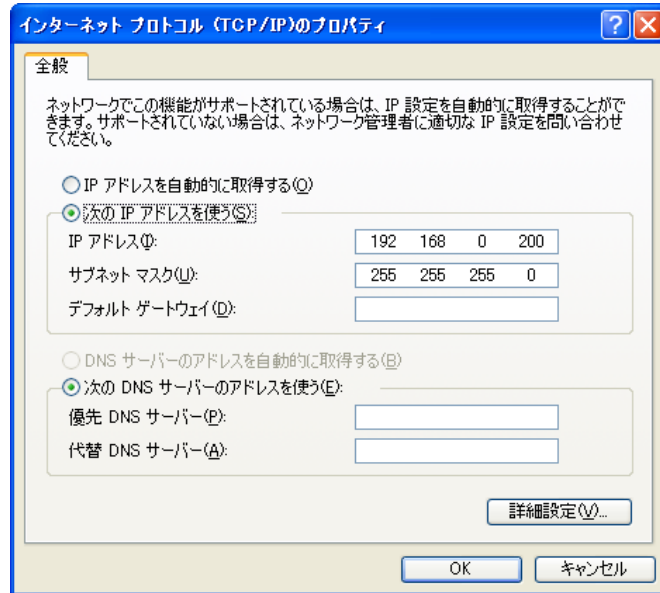 インターネット プロトコル (TCP/IP)のプロパティ
全般
ネットワークでこの機能がサポートされている場合は、IP 設定を自動的に取得することがで
きます。サポートされていない場合は、ネットワーク管理者に適切な IP 設定を問い合わせ
てください。
IP アドレスを自動的に取得する(O)
次の IP アドレスを使う(S):
IP アドレス(I): 192 168 0 200
サブネット マスク(U): 255 255 255 0
デフォルト ゲートウェイ(D):
DNS サーバーのアドレスを自動的に取得する(B)
次の DNS サーバーのアドレスを使う(E):
優先 DNS サーバー(P):
代替 DNS サーバー(A):
詳細設定(V)...
OK キャンセル